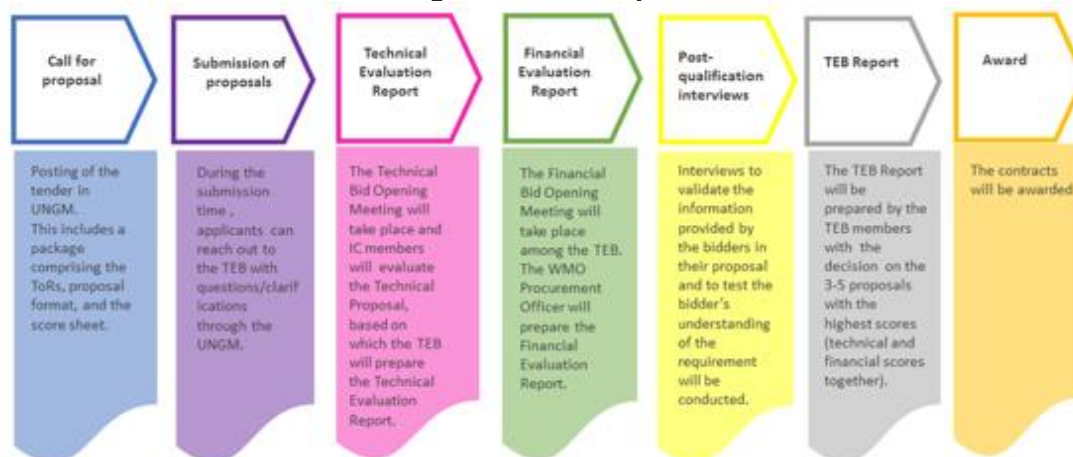 Call for
proposal
Posting of the
tender in
UNGM.
This includes a
package
comprising the
ToRs, proposal
format, and the
score sheet.
Submission of
proposals
During the
submission
time ,
applicants can
reach out to
the TEB with
questions/clarif
ications
through the
UNGM.
Technical
Evaluation
Report
The Technical
Bid Opening
Meeting will
take place and
IC members
will evaluate
the Technical
Proposal,
based on
which the TEB
will prepare
the Technical
Evaluation
Report.
Financial
Evaluation
Report
The Financial
Bid Opening
Meeting will
take place
among the TEB.
The WMO
Procurement
Officer will
prepare the
Financial
Evaluation
Report.
Post-
qualification
interviews
Interviews to
validate the
information
provided by
the bidders in
their proposal
and to test the
bidder's
understanding
of the
requirement
will be
conducted.
TEB Report
The TEB Report
will be
prepared by the
TEB members
with the
decision on the
3-5 proposals
with the
highest scores
(technical and
financial scores
together).
Award
The contracts
will be awarded